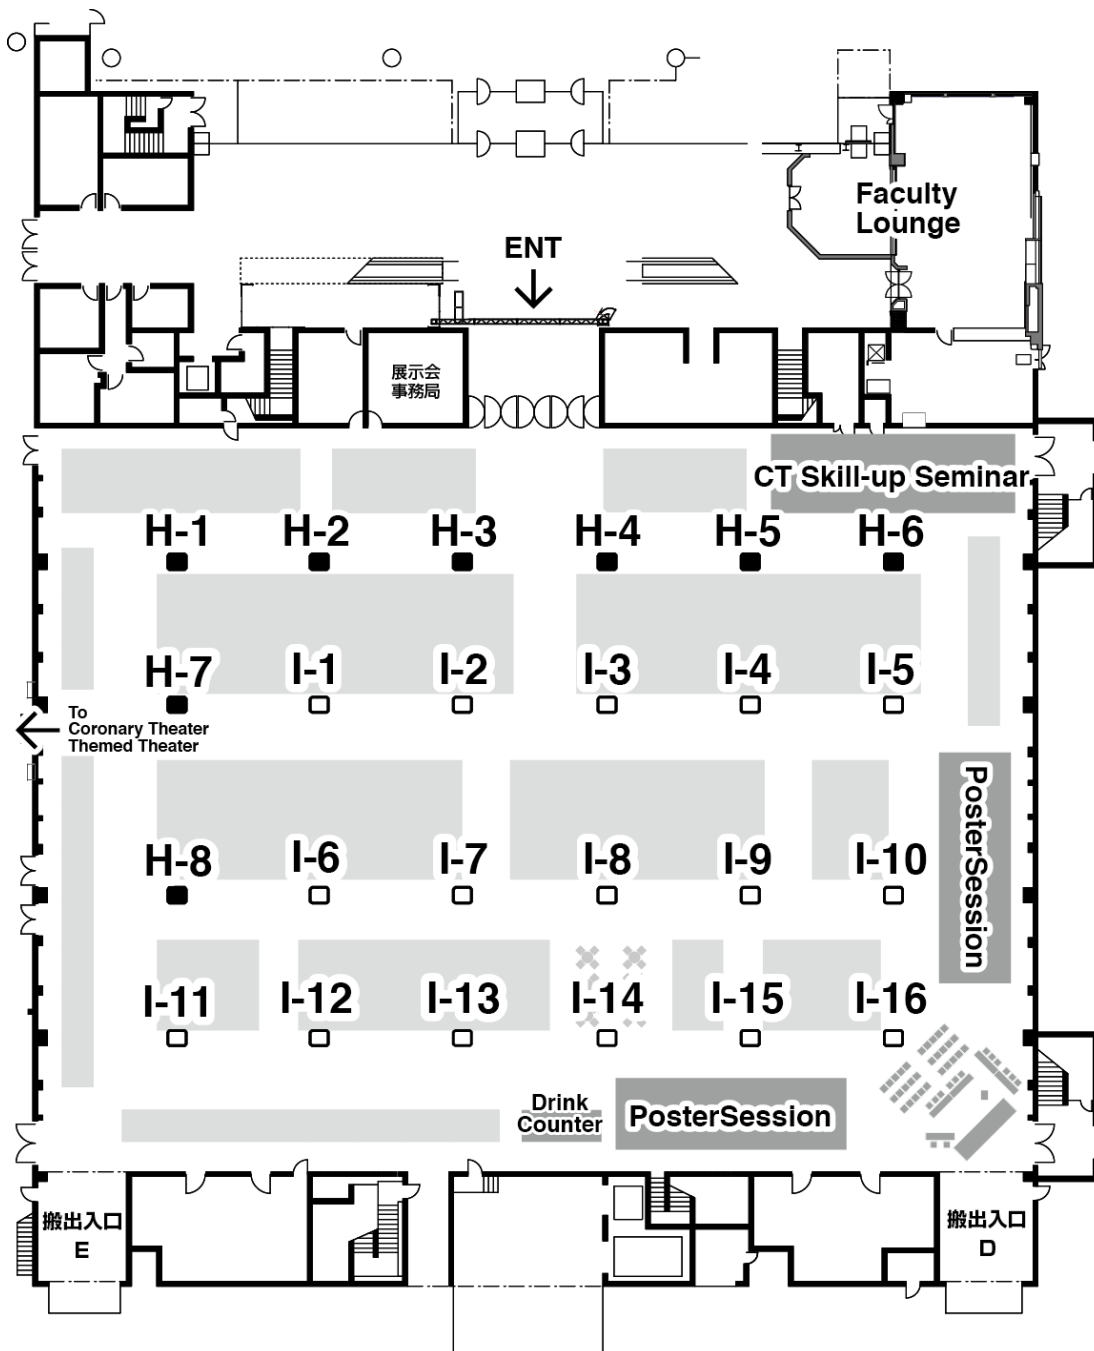 Faculty
Lounge
ENT
展示会
事務局
CT Skill-up Seminar
H-1 H-2 H-3 H-4 H-5 H-6
H-7 I-1 I-2 I-3 I-4 I-5
To
Coronary Theater
Themed Theater
PosterSession
H-8 I-6 I-7 I-8 I-9 I-10
I-11 I-12 I-13 I-14 I-15 I-16
Drink
Counter
PosterSession
搬出入口
E
搬出入口
D